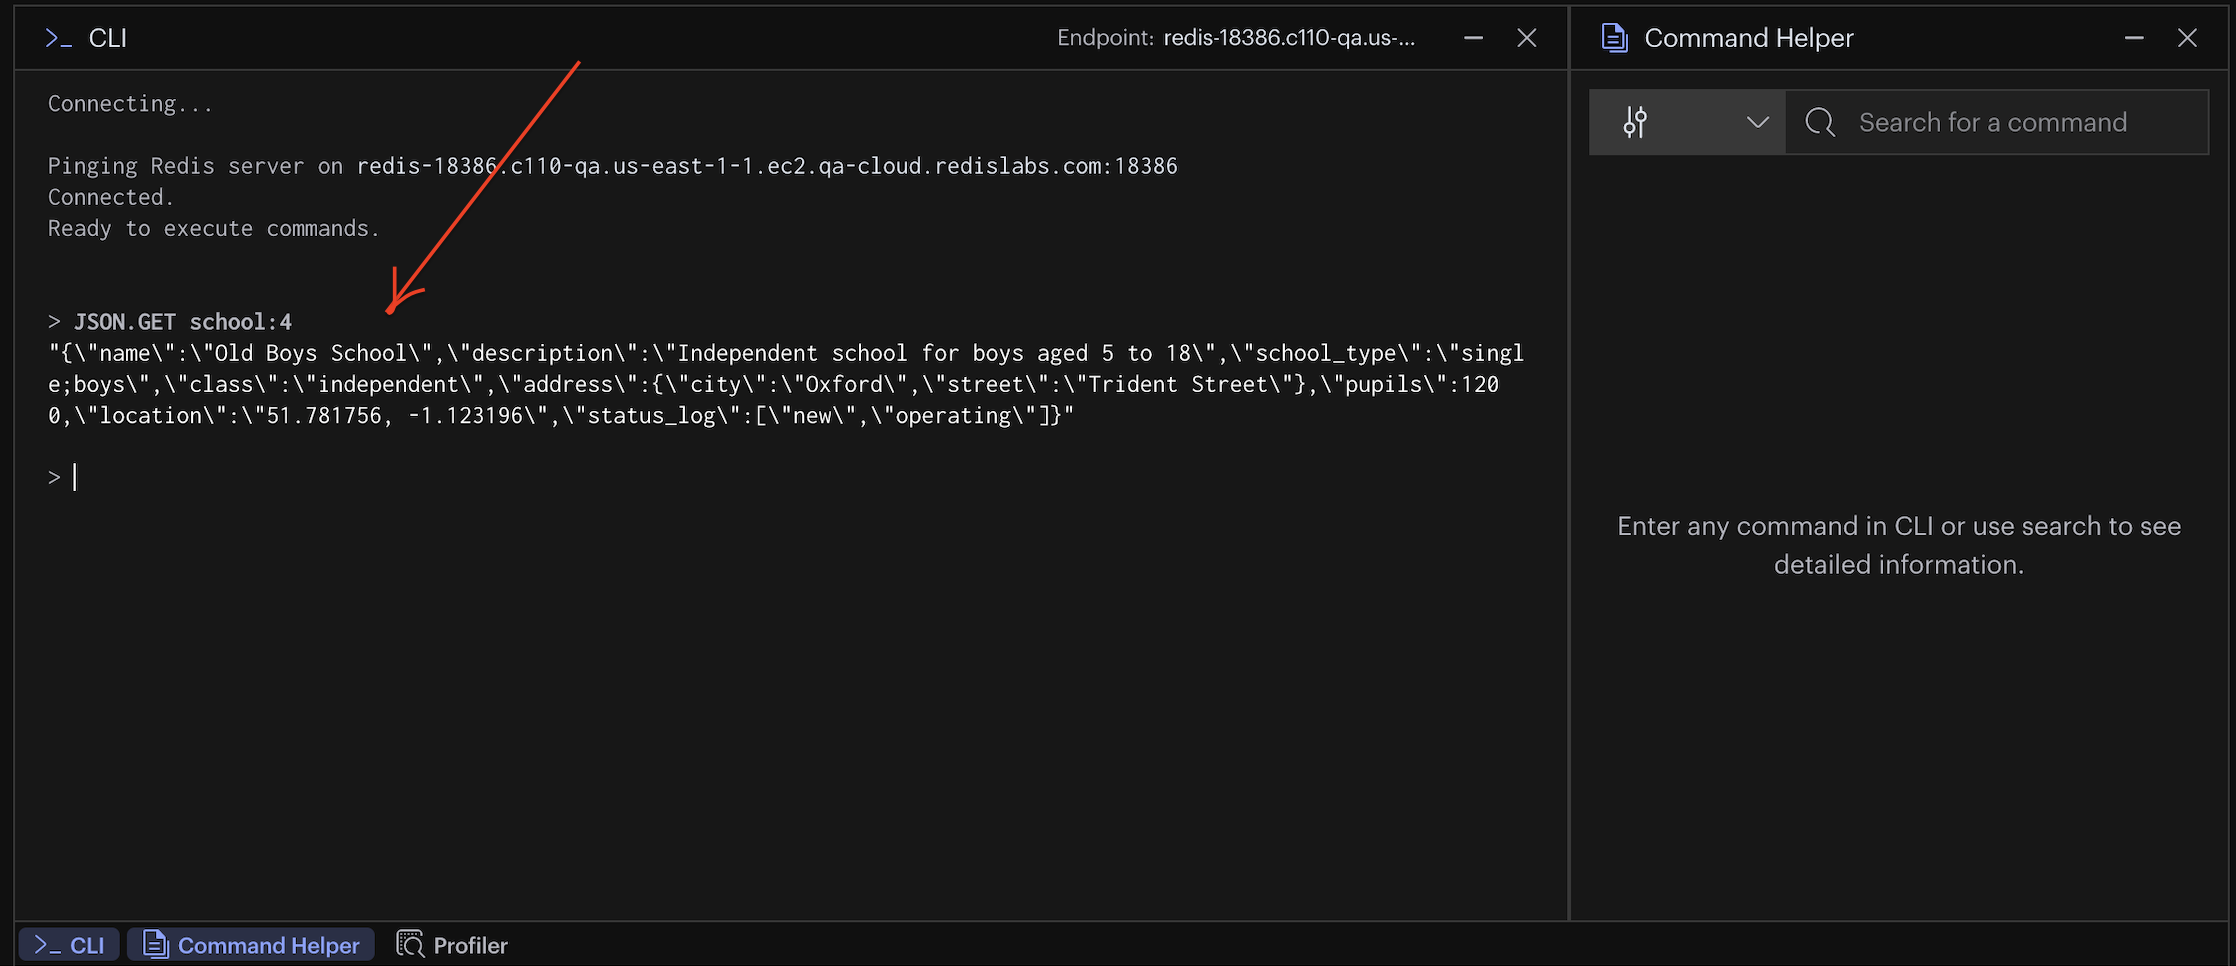 >_ CLI
Endpoint: redis-18386.c110-qa.us-...
Connecting...
Pinging Redis server on redis-18386.c110-qa.us-east-1-1.ec2.qa-cloud.redislabs.com:18386
Connected.
Ready to execute commands.
> JSON.GET school:4
"{\"name\":\"Old Boys School\",\"description\":\"Independent school for boys aged 5 to 18\",\"school_type\":\"singl
e;boys\",\"class\":\"independent\",\"address\":{\"city\":\"Oxford\",\"street\":\"Trident Street\"},\"pupils\":120
0,\"location\":\"51.781756, -1.123196\",\"status_log\":[\"new\",\"operating\"]}"
>
Command Helper
Search for a command
Enter any command in CLI or use search to see
detailed information.
>_ CLI
Command Helper
Profiler